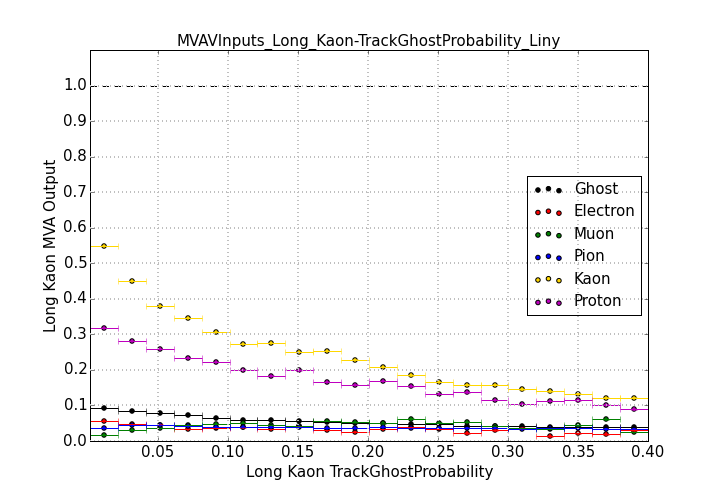 MVAVInputs_Long_Kaon-TrackGhostProbability_Liny
1.0
0.9
0.8
0.7
0.6
0.5
0.4
0.3
0.2
0.1
0.0
Long Kaon MVA Output
Ghost
Electron
Muon
Pion
Kaon
Proton
0.05 0.10 0.15 0.20 0.25 0.30 0.35 0.40
Long Kaon TrackGhostProbability